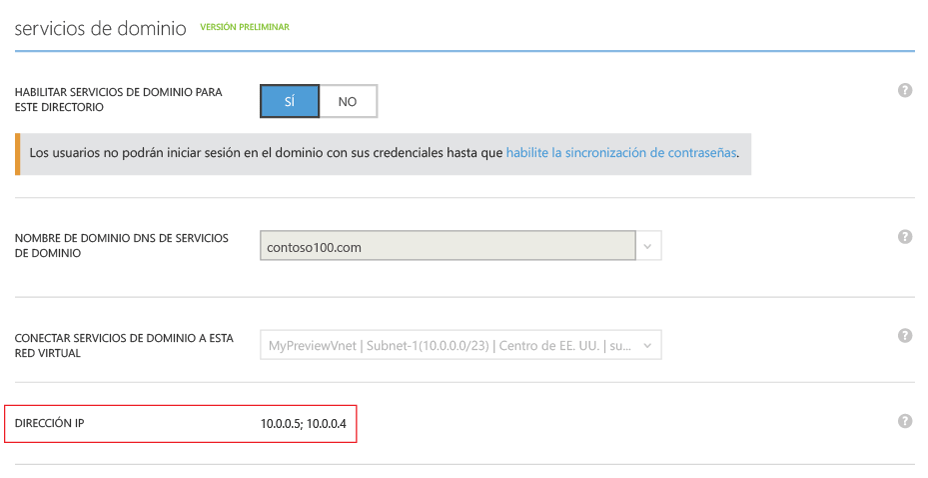 servicios de dominio VERSIÓN PRELIMINAR
HABILITAR SERVICIOS DE DOMINIO PARA
ESTE DIRECTORIO
SÍ NO
?
Los usuarios no podrán iniciar sesión en el dominio con sus credenciales hasta que habilite la sincronización de contraseñas.
NOMBRE DE DOMINIO DNS DE SERVICIOS
DE DOMINIO
contoso100.com
?
CONECTAR SERVICIOS DE DOMINIO A ESTA
RED VIRTUAL
MyPreviewVnet | Subnet-1(10.0.0.0/23) | Centro de EE. UU. | su...
?
DIRECCIÓN IP 10.0.0.5; 10.0.0.4
?